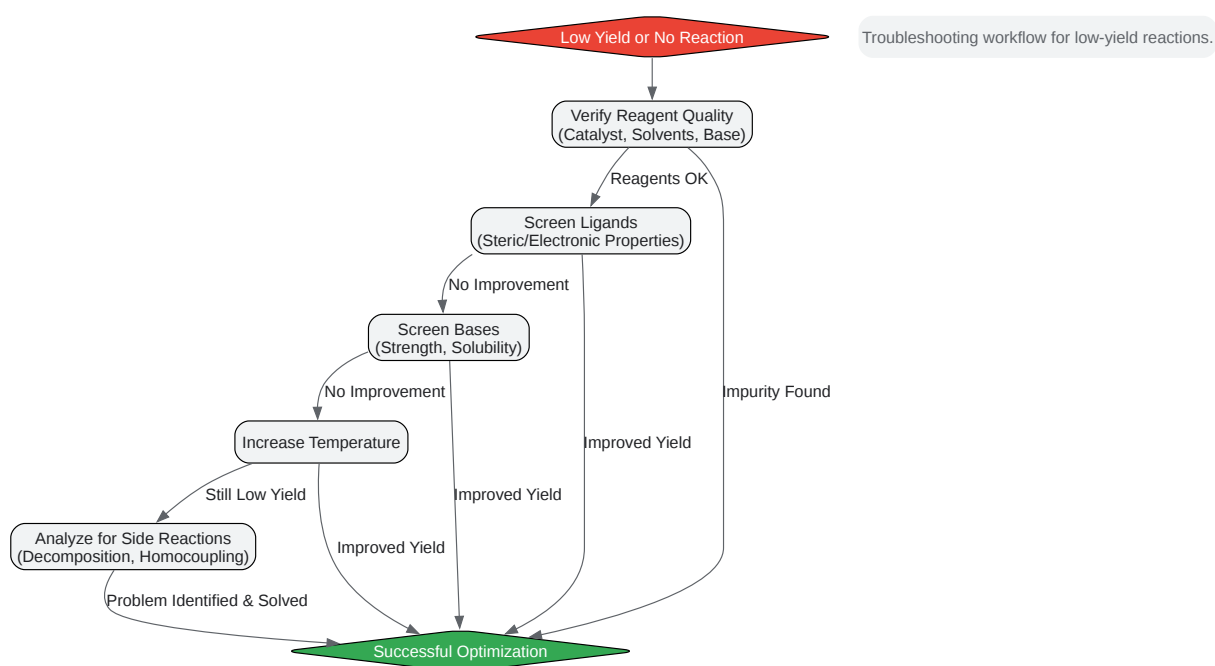 Low Yield or No Reaction
Troubleshooting workflow for low-yield reactions.
Verify Reagent Quality
(Catalyst, Solvents, Base)
Reagents OK
Screen Ligands
(Steric/Electronic Properties)
No Improvement
Screen Bases
(Strength, Solubility)
No Improvement
Impurity Found
Increase Temperature
Improved Yield
Still Low Yield
Improved Yield
Analyze for Side Reactions
(Decomposition, Homocoupling)
Improved Yield
Problem Identified & Solved
Successful Optimization